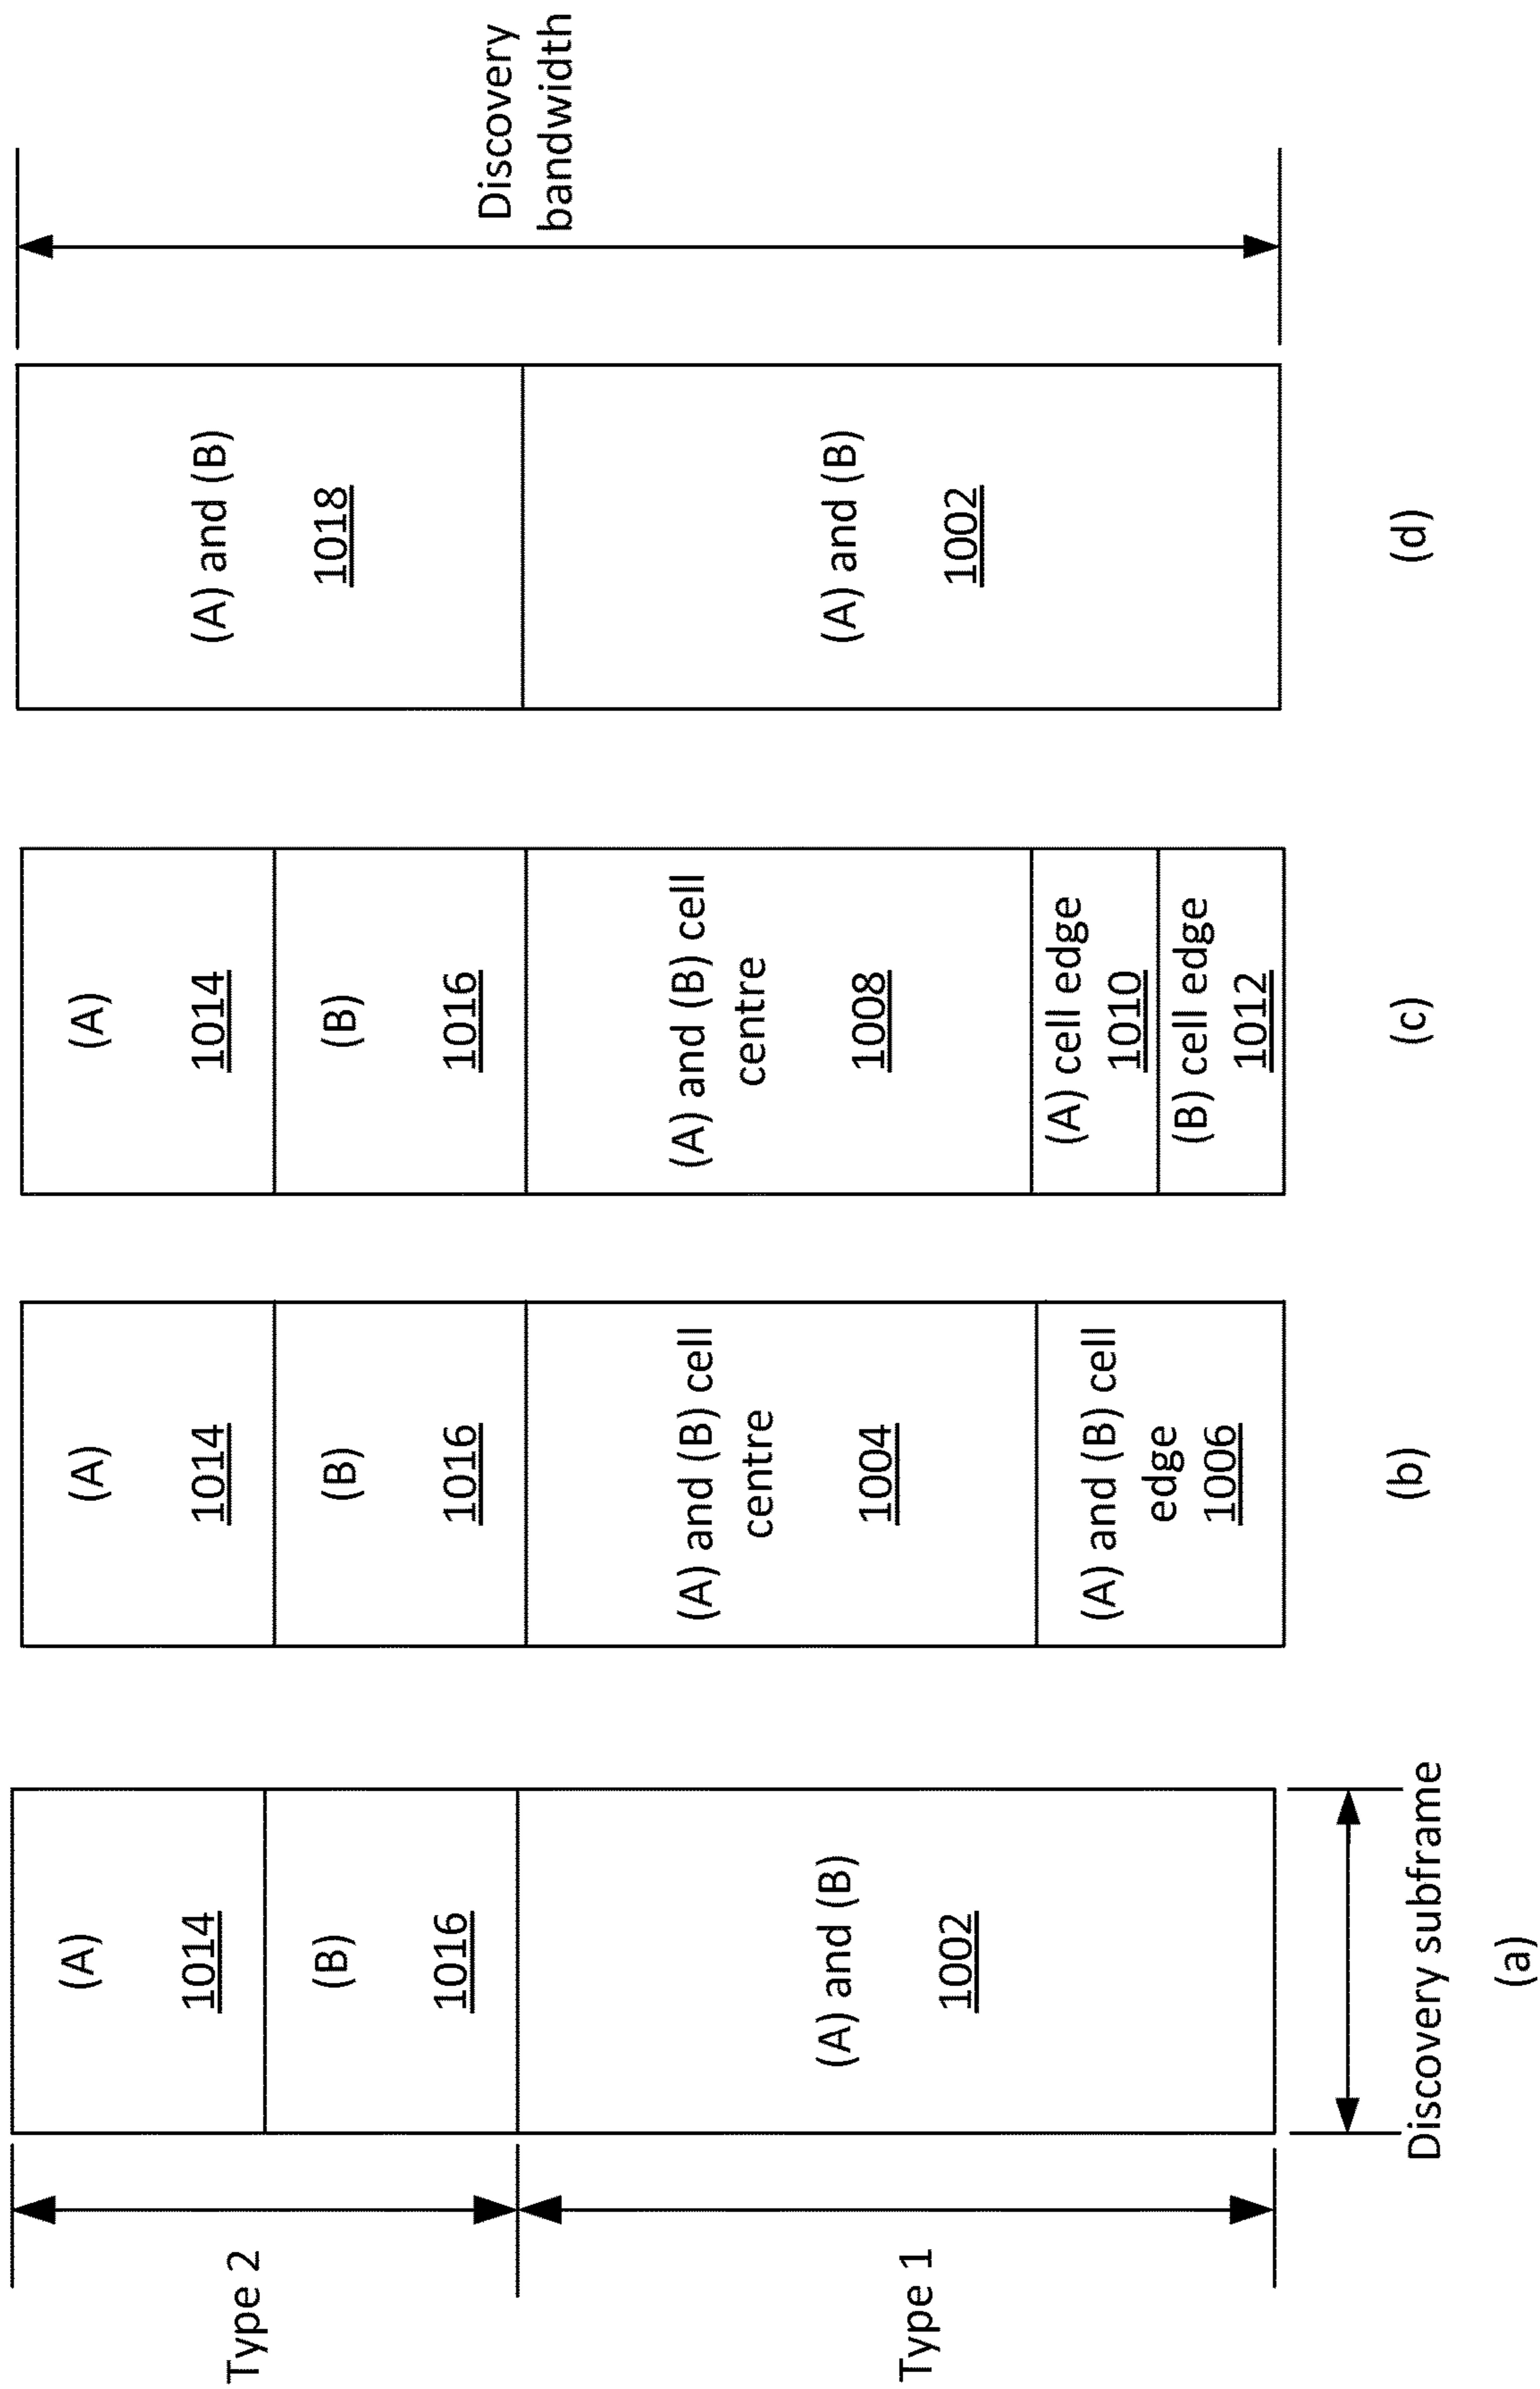 Type 2
Type 1
(A)
1014
(B)
1016
(A) and (B)
1002
Discovery subframe
(a)
(A)
1014
(B)
1016
(A) and (B) cell
centre
1004
(A) and (B) cell
edge
1006
(b)
(A)
1014
(B)
1016
(A) and (B) cell
centre
1008
(A) cell edge
1010
(B) cell edge
1012
(c)
(A) and (B)
1018
(A) and (B)
1002
(d)
Discovery
bandwidth